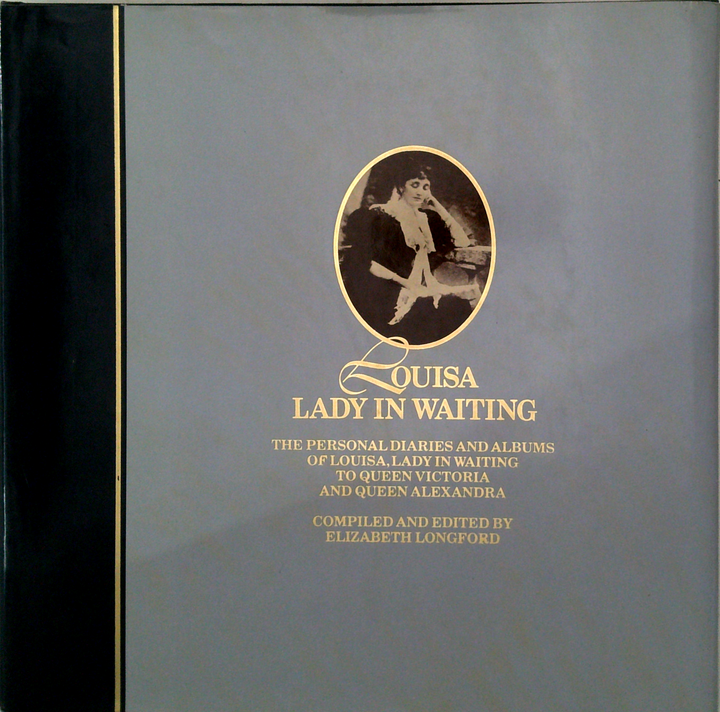 LOUISA
LADY IN WAITING
THE PERSONAL DIARIES AND ALBUMS
OF LOUISA, LADY IN WAITING
TO QUEEN VICTORIA
AND QUEEN ALEXANDRA
COMPILED AND EDITED BY
ELIZABETH LONGFORD